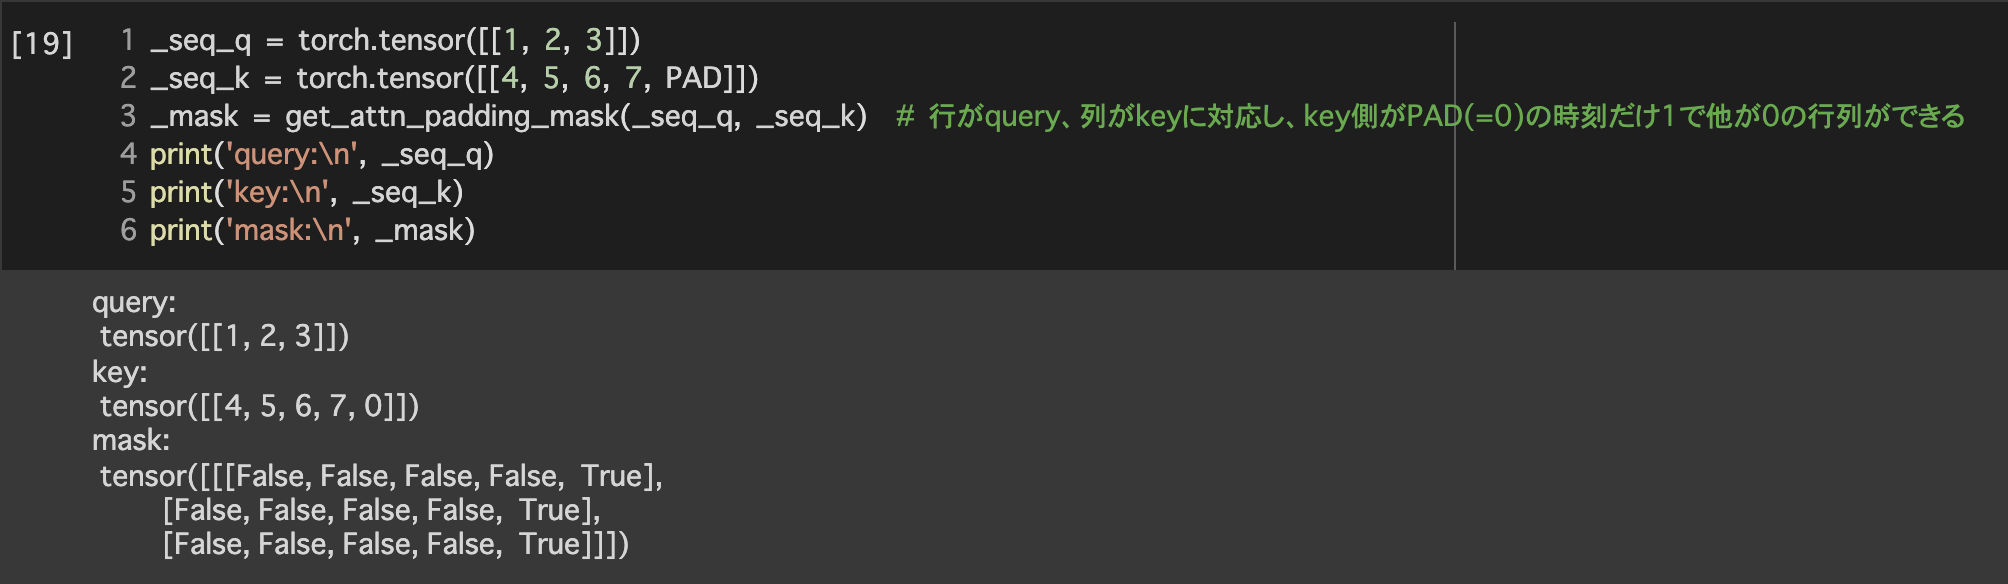 [19] 1 _seq_q = torch.tensor([[1, 2, 3]])
2 _seq_k = torch.tensor([[4, 5, 6, 7, PAD]])
3 _mask = get_attn_padding_mask(_seq_q, _seq_k)  # 行がquery、列がkeyに対応し、key側がPAD(=0)の時刻だけ1で他が0の行列ができる
4 print('query:\n', _seq_q)
5 print('key:\n', _seq_k)
6 print('mask:\n', _mask)
query:
tensor([[1, 2, 3]])
key:
tensor([[4, 5, 6, 7, 0]])
mask:
tensor([[[False, False, False, False,  True],
[False, False, False, False,  True],
[False, False, False, False,  True]]])